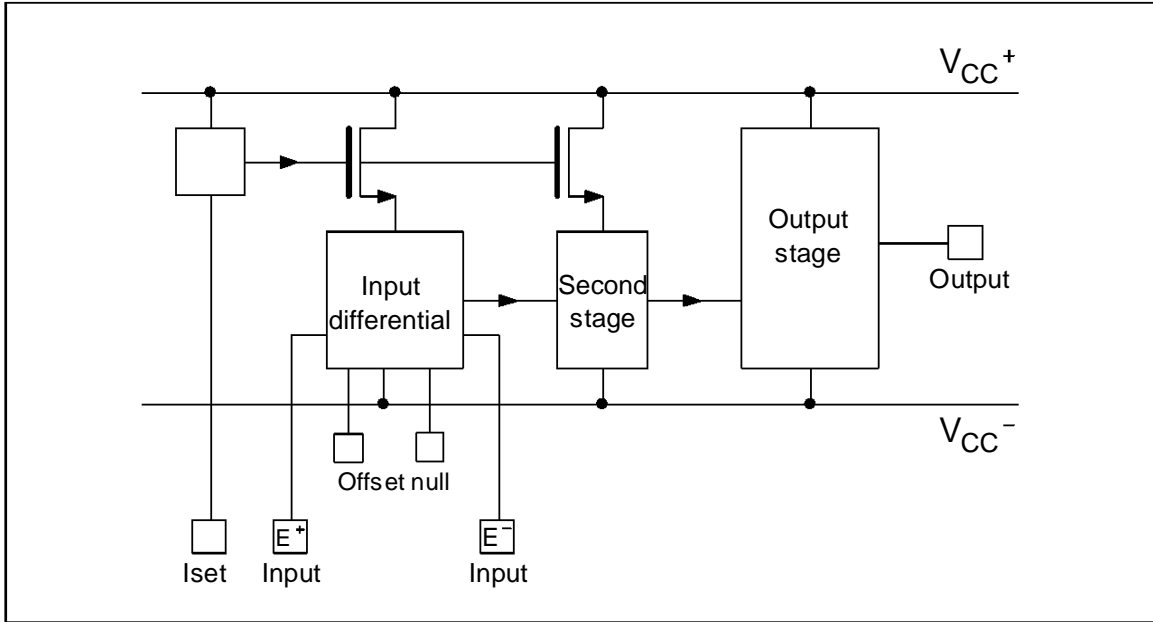 VCC+
Output
stage
Input
differential
Second
stage
Output
VCC-
Offset null
E+
E-
Iset
Input
Input